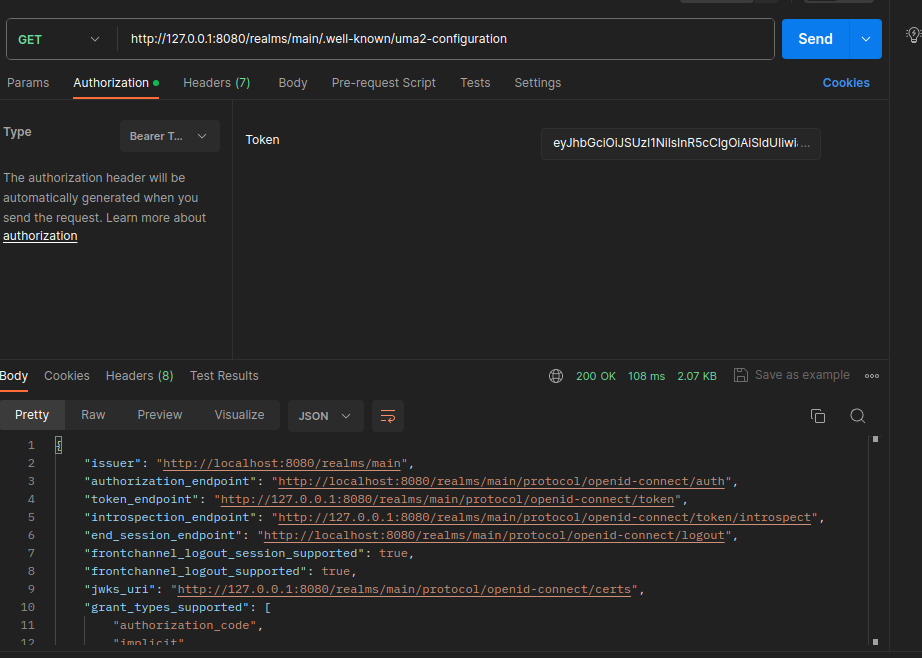 GET http://127.0.0.1:8080/realms/main/.well-known/uma2-configuration Send
Params Authorization Headers (7) Body Pre-request Script Tests Settings Cookies
Type Bearer T...
The authorization header will be
automatically generated when you
send the request. Learn more about
authorization
Token eyJhbGciOiJSUzI1NiIsInR5cCIgOiAiSldUIiwi...
Body Cookies Headers (8) Test Results 200 OK 108 ms 2.07 KB Save as example
Pretty Raw Preview Visualize JSON
1 {
2 "issuer": "http://localhost:8080/realms/main",
3 "authorization_endpoint": "http://localhost:8080/realms/main/protocol/openid-connect/auth",
4 "token_endpoint": "http://127.0.0.1:8080/realms/main/protocol/openid-connect/token",
5 "introspection_endpoint": "http://127.0.0.1:8080/realms/main/protocol/openid-connect/token/introspect",
6 "end_session_endpoint": "http://localhost:8080/realms/main/protocol/openid-connect/logout",
7 "frontchannel_logout_session_supported": true,
8 "frontchannel_logout_supported": true,
9 "jwks_uri": "http://127.0.0.1:8080/realms/main/protocol/openid-connect/certs",
10 "grant_types_supported": [
11 "authorization_code",
12 "implicit"